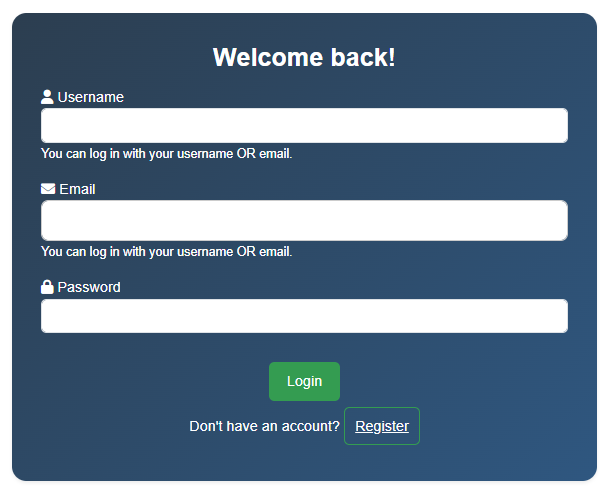 Welcome back!
Username
You can log in with your username OR email.
Email
You can log in with your username OR email.
Password
Login
Don't have an account? Register